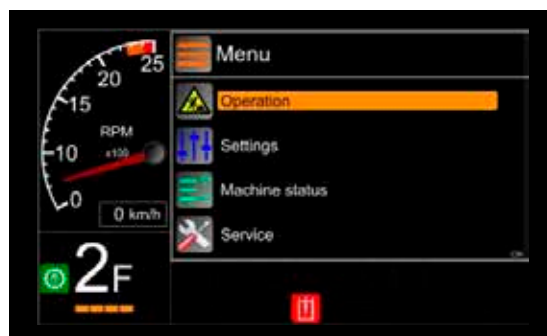 25
20
15
RPM
x100
10
0
0 km/h
2F
Menu
Operation
Settings
Machine status
Service